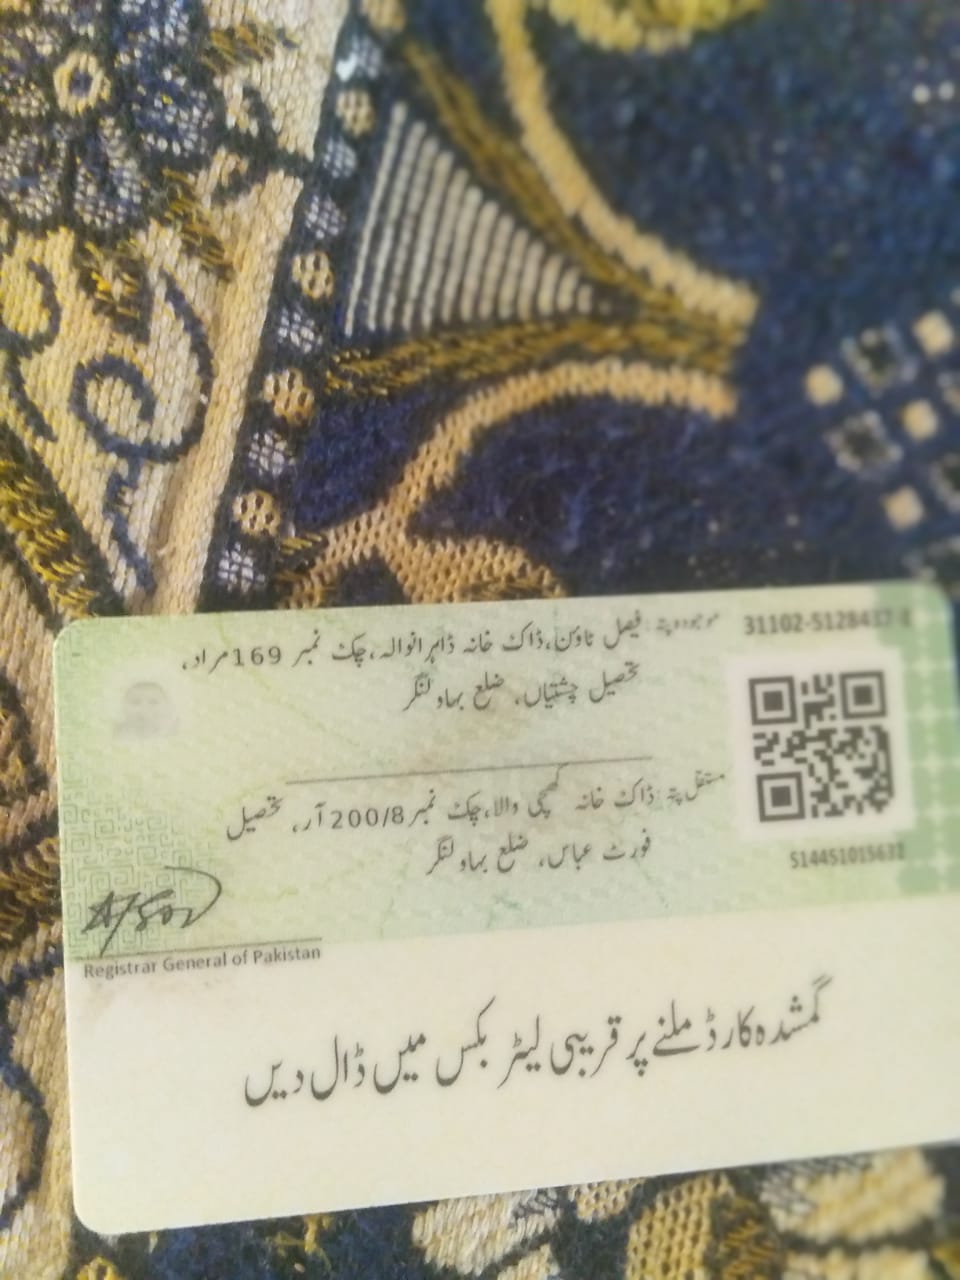 31102-5128437-1
موجودہ پتہ: فیصل ٹاؤن، ڈاک خانہ ڈاہرانوالہ، چک نمبر 169 مراد،
تحصیل چشتیاں، ضلع بہاولنگر
مستقل پتہ: ڈاک خانہ کھچی والا، چک نمبر 200/8 آر، تحصیل
فورٹ عباس، ضلع بہاولنگر
514451015631
Registrar General of Pakistan
گمشدہ کارڈ ملنے پر قریبی لیٹر بکس میں ڈال دیں